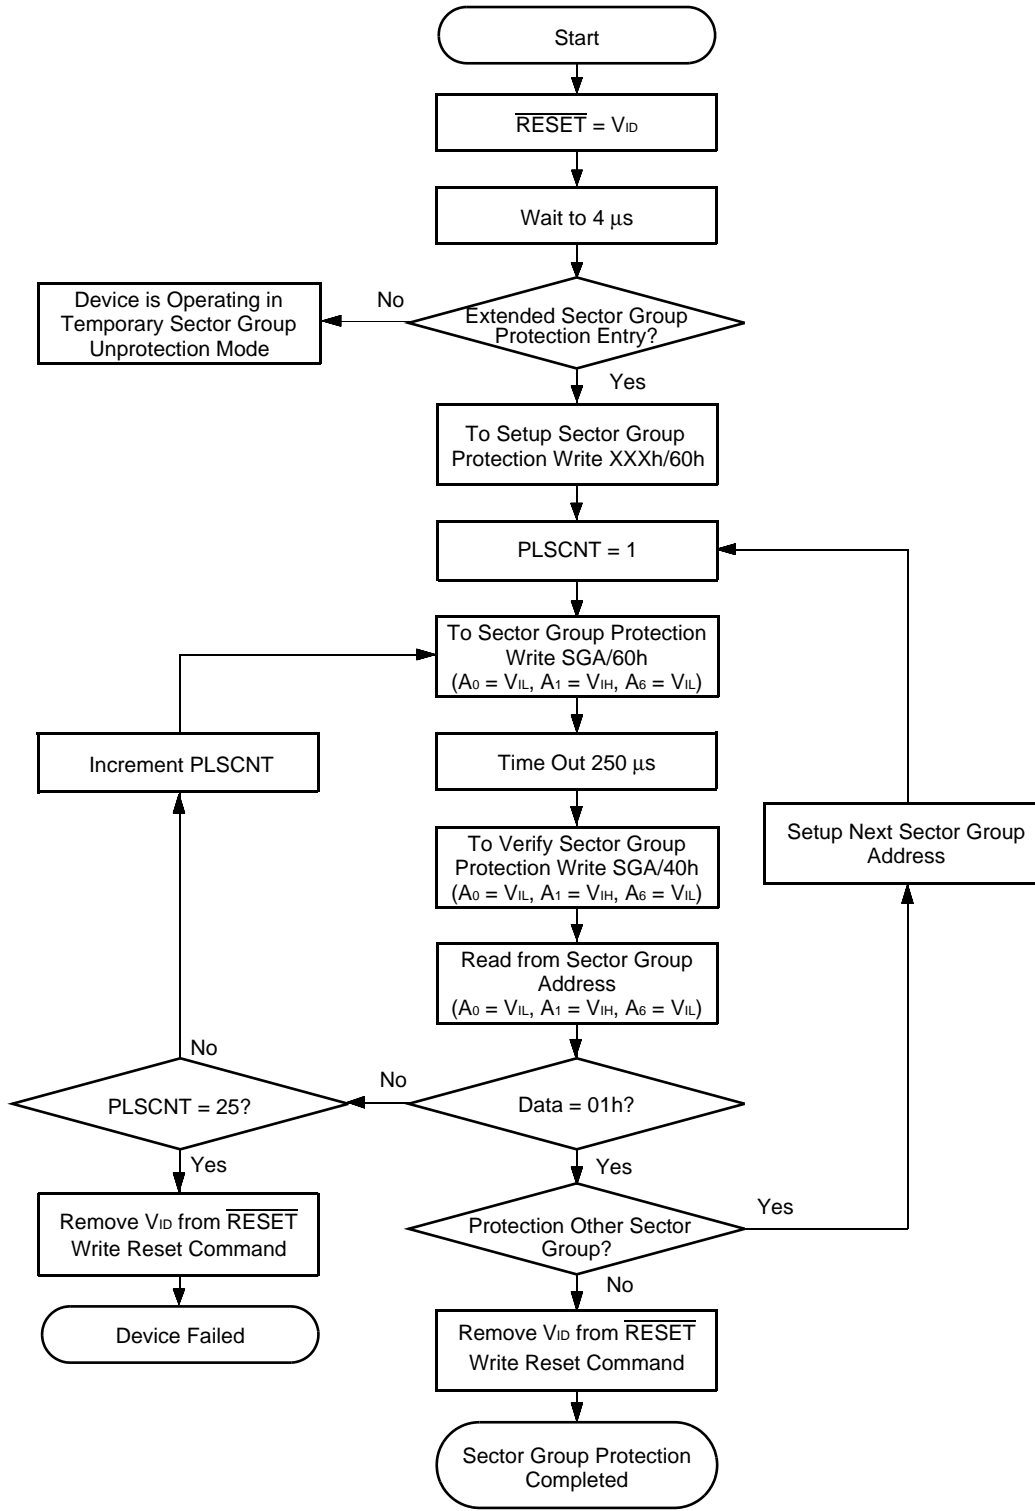 Start
RESET = VID
Wait to 4 μs
No
Device is Operating in
Temporary Sector Group
Unprotection Mode
Extended Sector Group
Protection Entry?
Yes
To Setup Sector Group
Protection Write XXXh/60h
PLSCNT = 1
To Sector Group Protection
Write SGA/60h
(A0 = VIL, A1 = VIH, A6 = VIL)
Increment PLSCNT
Time Out 250 μs
Setup Next Sector Group
Address
To Verify Sector Group
Protection Write SGA/40h
(A0 = VIL, A1 = VIH, A6 = VIL)
Read from Sector Group
Address
(A0 = VIL, A1 = VIH, A6 = VIL)
No
No
PLSCNT = 25?
Data = 01h?
Yes
Yes
Yes
Remove VID from RESET
Write Reset Command
Protection Other Sector
Group?
No
Device Failed
Remove VID from RESET
Write Reset Command
Sector Group Protection
Completed